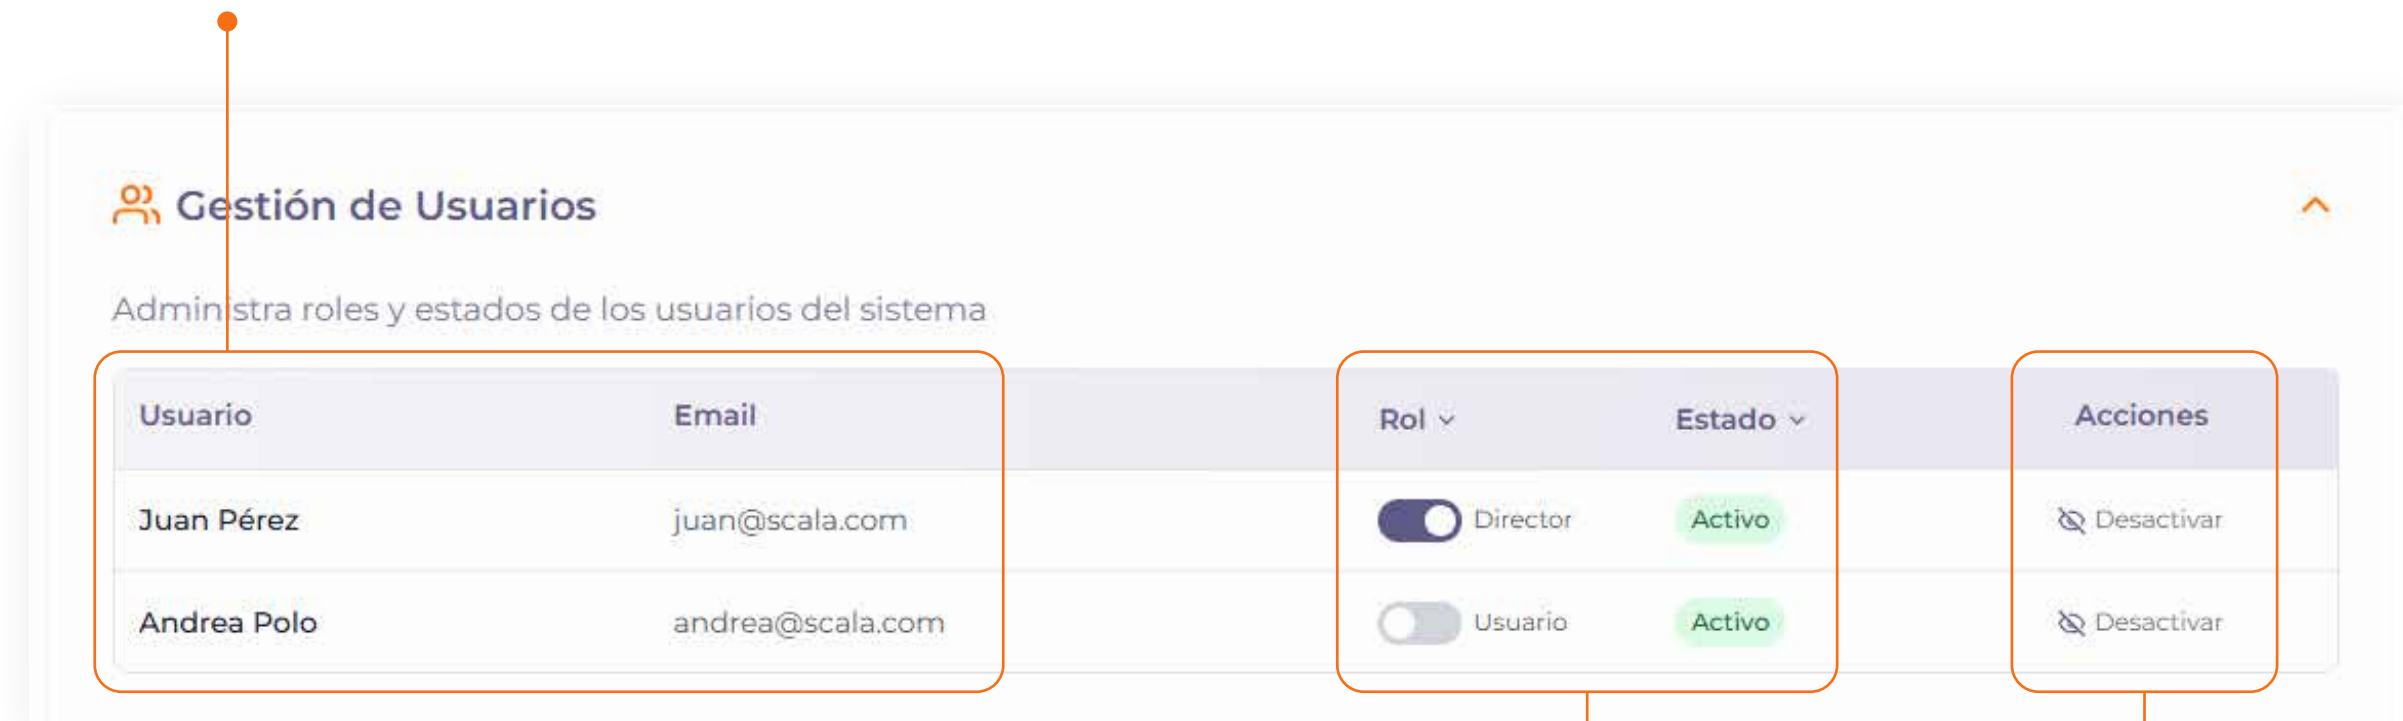 Gestión de Usuarios
Administra roles y estados de los usuarios del sistema
Usuario Email Rol Estado Acciones
Juan Pérez juan@scala.com Director Activo Desactivar
Andrea Polo andrea@scala.com Usuario Activo Desactivar